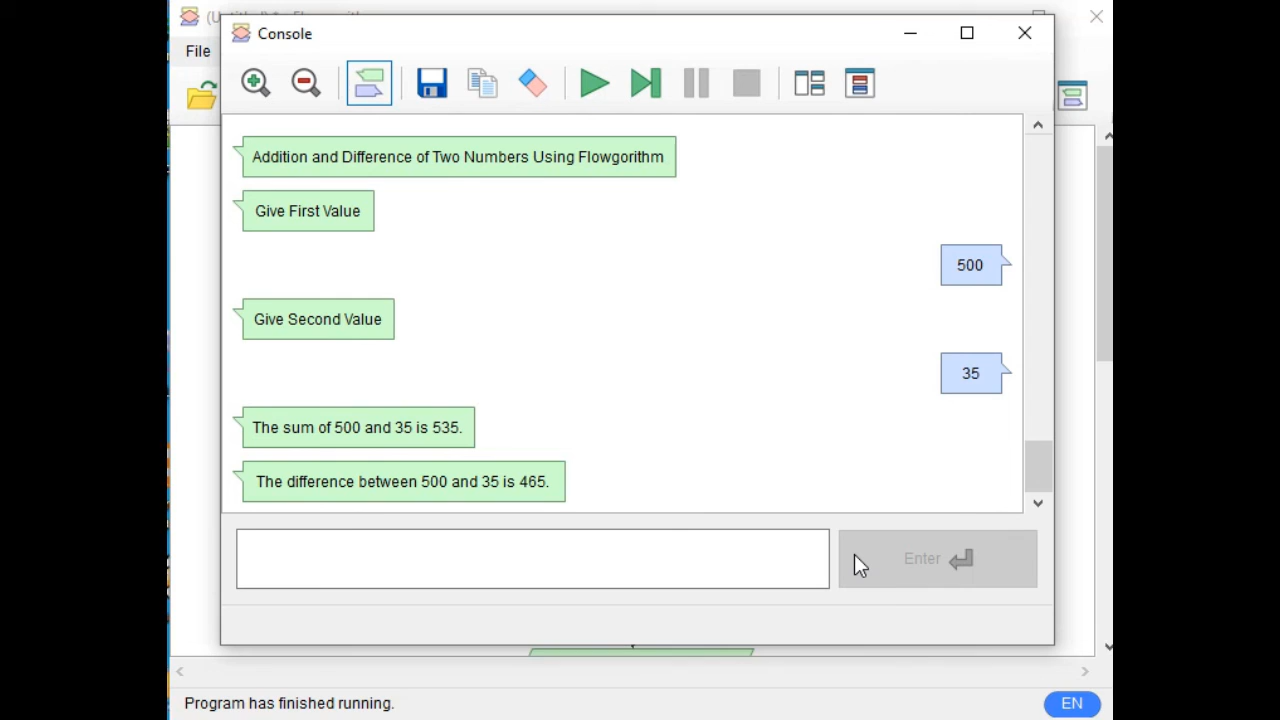 Console
File
Addition and Difference of Two Numbers Using Flowgorithm
Give First Value
500
Give Second Value
35
The sum of 500 and 35 is 535.
The difference between 500 and 35 is 465.
Enter
Program has finished running.
EN